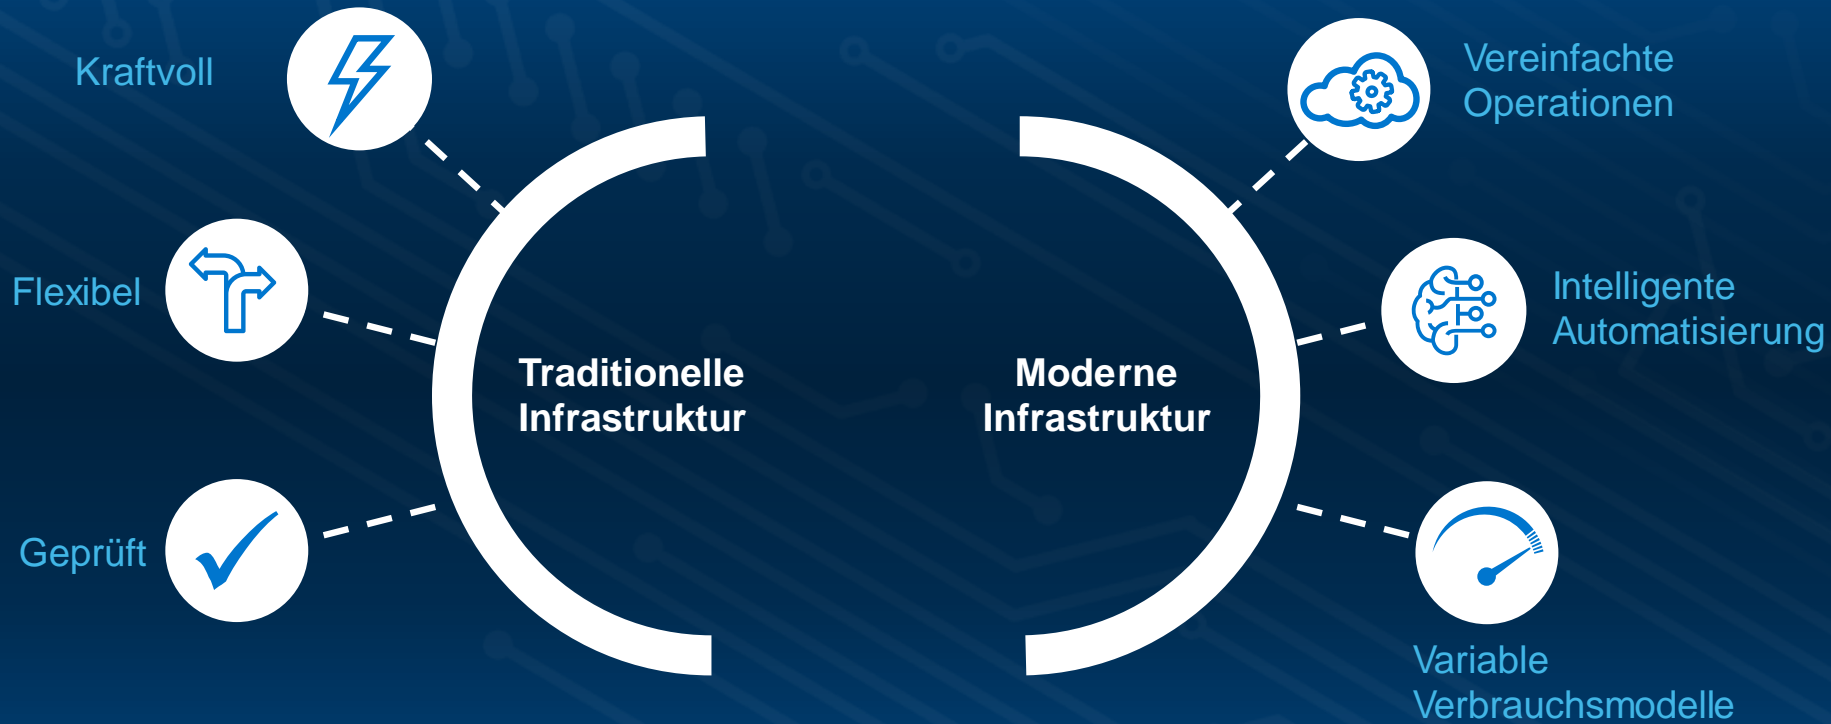 Kraftvoll
Flexibel
Geprüft
Traditionelle
Infrastruktur
Moderne
Infrastruktur
Vereinfachte
Operationen
Intelligente
Automatisierung
Variable
Verbrauchsmodelle